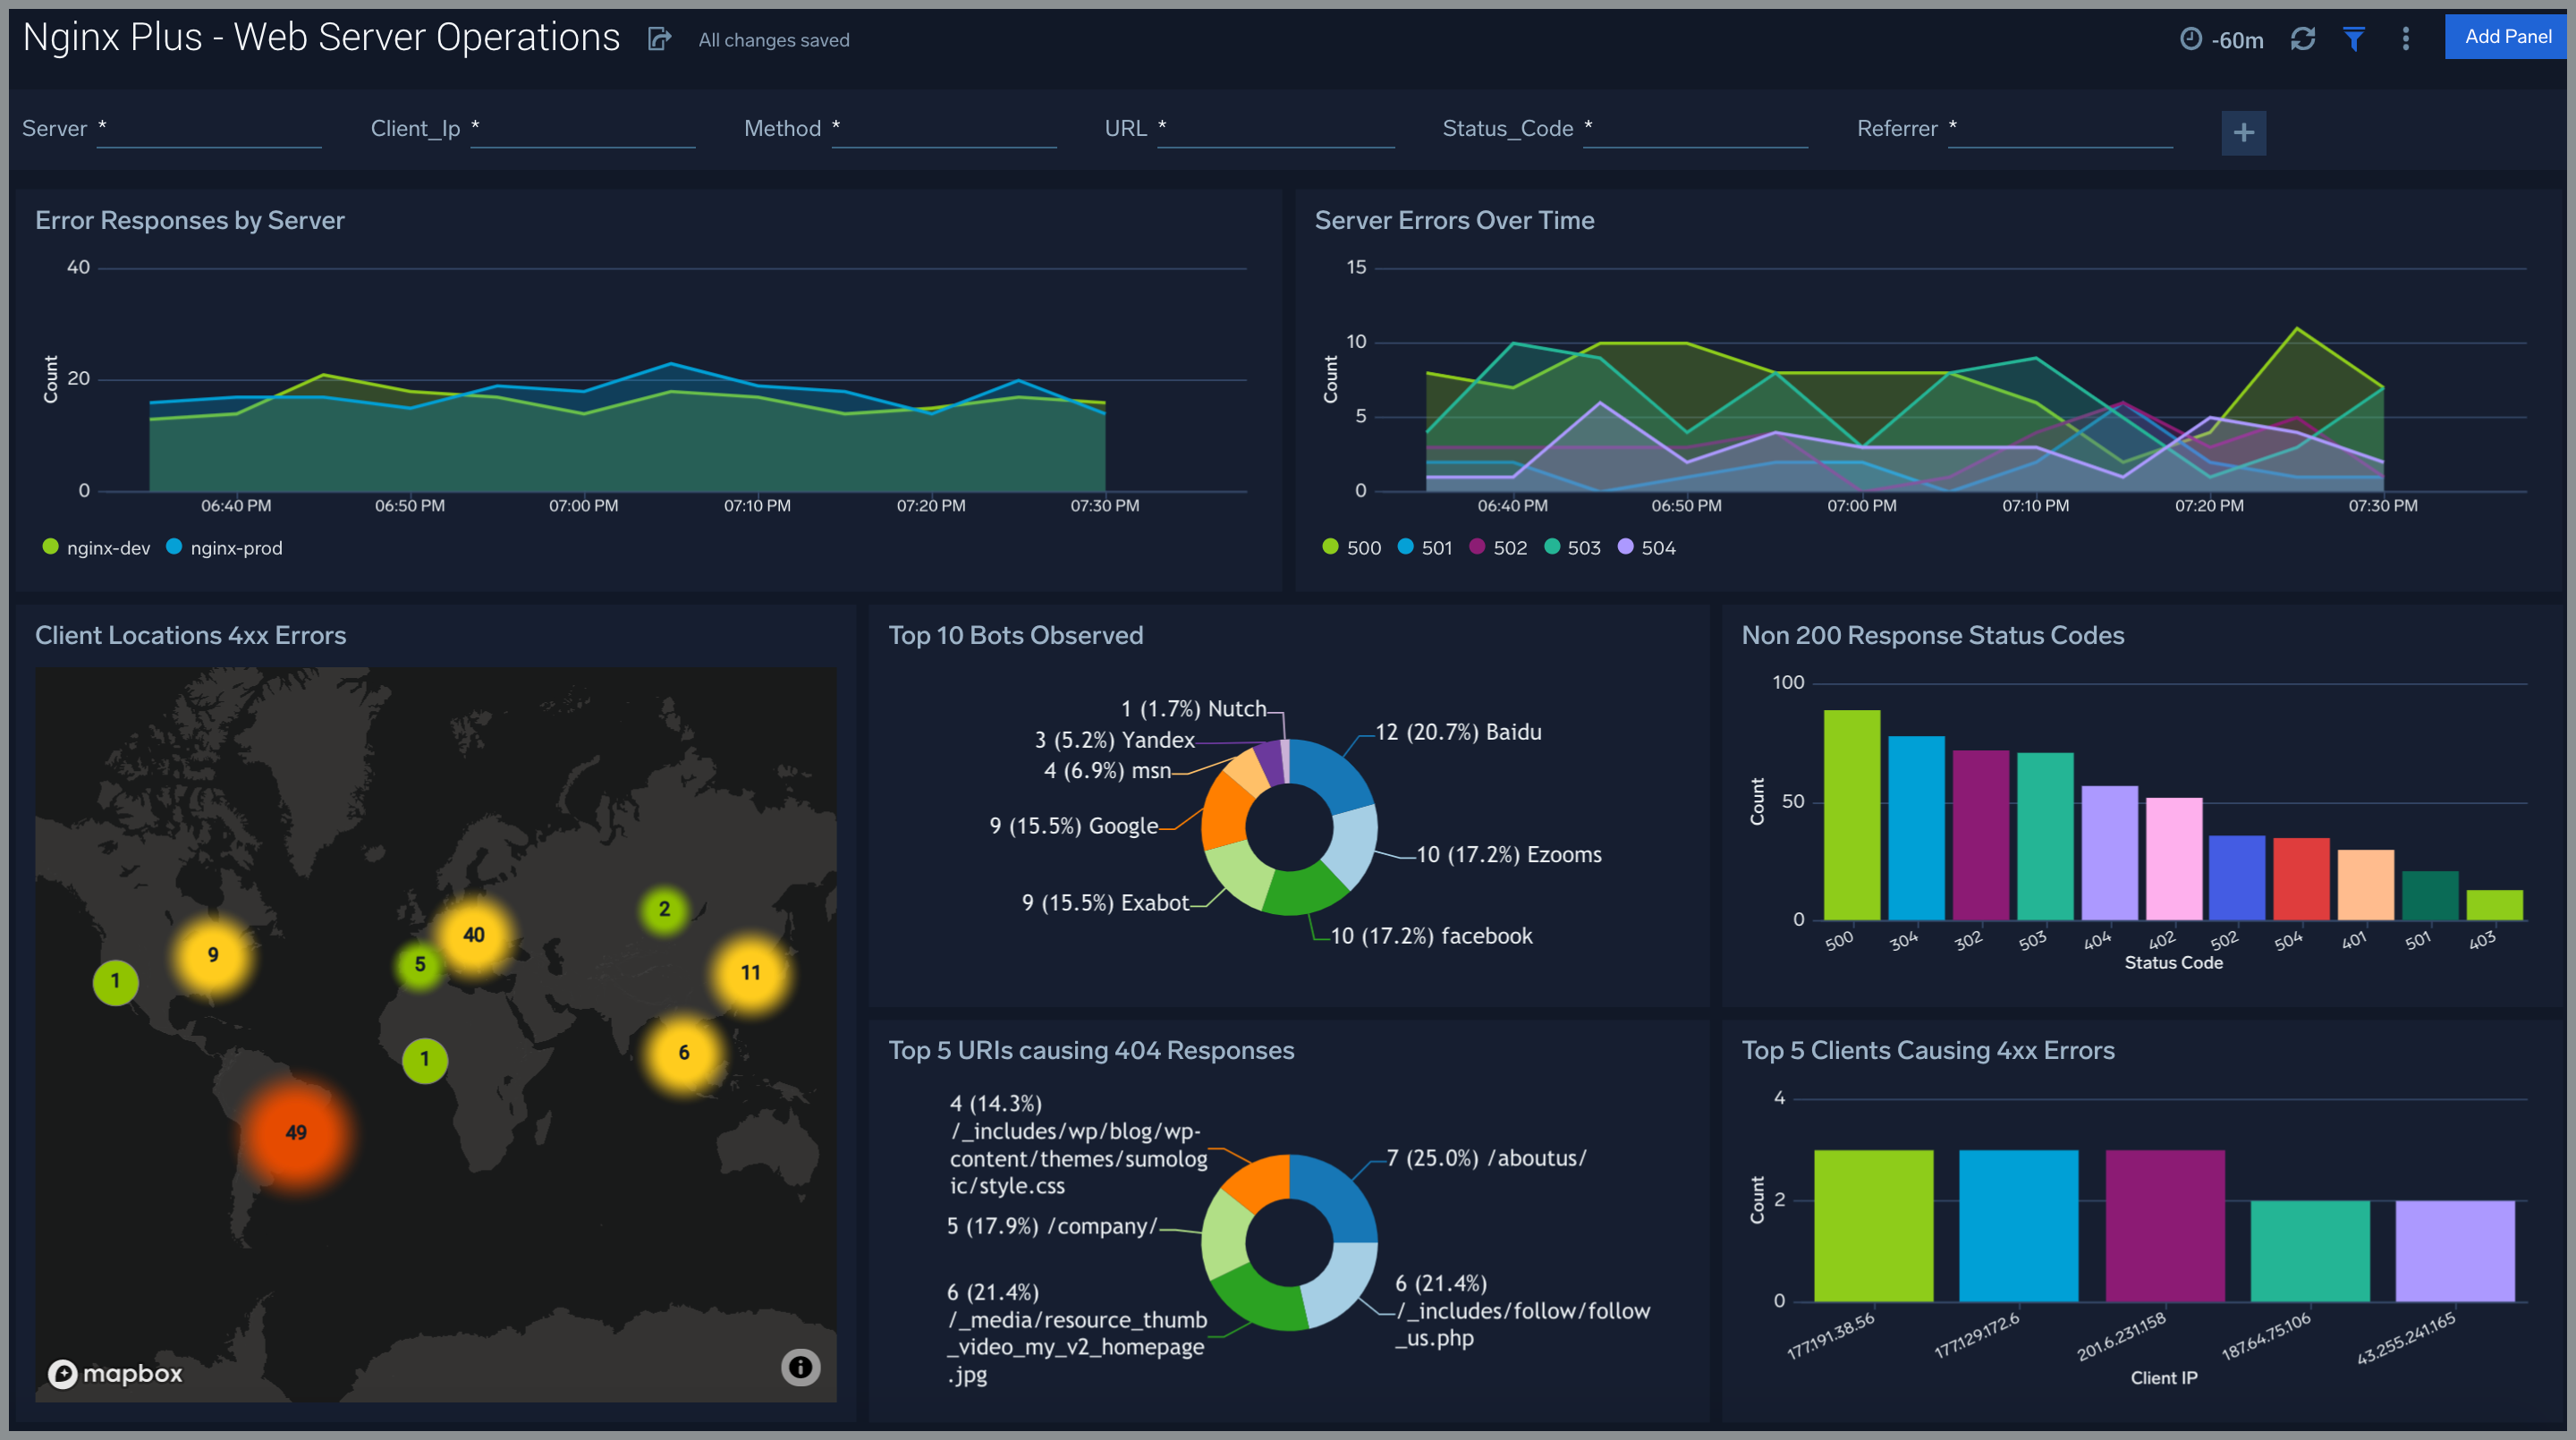 Nginx Plus - Web Server Operations
All changes saved
-60m
Add Panel
Server *
Client_Ip *
Method *
URL *
Status_Code *
Referrer *
+
Error Responses by Server
40
20
0
Count
06:40 PM 06:50 PM 07:00 PM 07:10 PM 07:20 PM 07:30 PM
nginx-dev nginx-prod
Server Errors Over Time
15
10
5
0
Count
06:40 PM 06:50 PM 07:00 PM 07:10 PM 07:20 PM 07:30 PM
500 501 502 503 504
Client Locations 4xx Errors
2
40
9
5
11
1
6
1
49
mapbox
Top 10 Bots Observed
1 (1.7%) Nutch
12 (20.7%) Baidu
3 (5.2%) Yandex
4 (6.9%) msn
9 (15.5%) Google
10 (17.2%) Ezooms
9 (15.5%) Exabot
10 (17.2%) facebook
Non 200 Response Status Codes
100
50
0
Count
500 304 302 503 404 402 502 504 401 501 403
Status Code
Top 5 URIs causing 404 Responses
4 (14.3%)
/_includes/wp/blog/wp-
content/themes/sumolog
ic/style.css
7 (25.0%) /aboutus/
5 (17.9%) /company/
6 (21.4%)
/_includes/follow/follow
_us.php
6 (21.4%)
/_media/resource_thumb
_video_my_v2_homepage
.jpg
Top 5 Clients Causing 4xx Errors
4
2
0
Count
177.191.38.56 177.129.172.6 201.6.231.158 187.64.75.106 43.255.241.165
Client IP